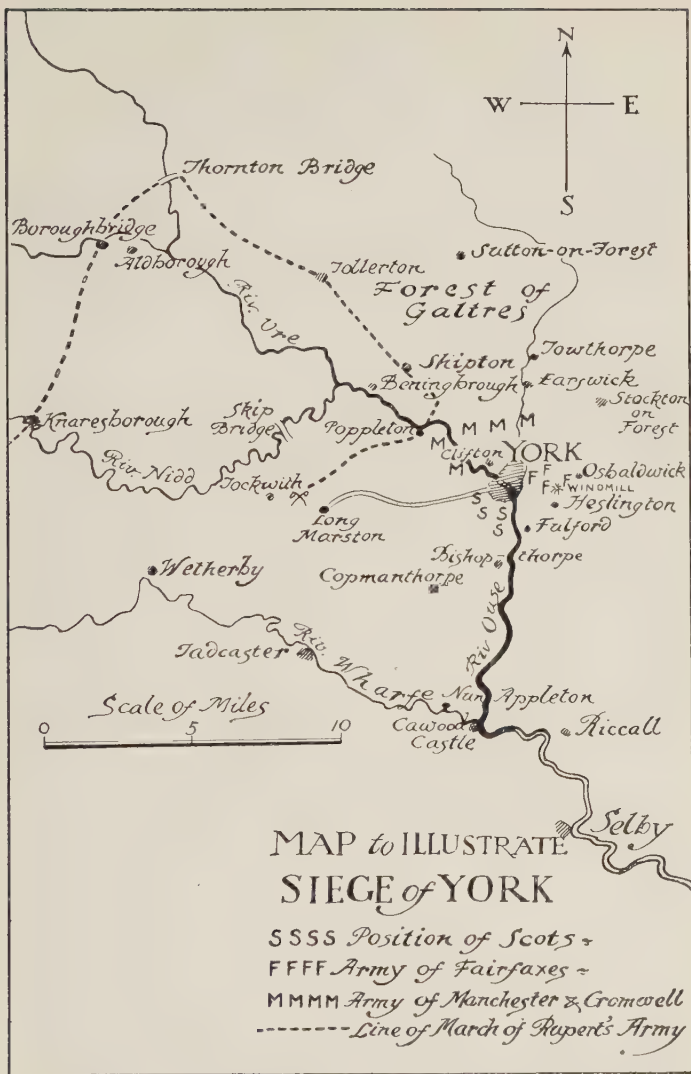 N
W E
S
Thornton Bridge
Boroughbridge
Aldborough
Sutton-on-Forest
Tollerton
Forest of
Galtres
Riv. Ure
Shipton
Towthorpe
Beningbrough
Earswick
Stockton
on
Forest
Knaresborough
Skip
Bridge
Poppleton
M M M M
M
Clifton
YORK
Riv. Nidd
Tockwith
F F
F F
Osbaldwick
WINDMILL
Heslington
S S
S S
Long
Marston
Fulford
Bishop-thorpe
Wetherby
Copmanthorpe
Riv Ouse
Tadcaster
Riv. Wharfe
Nun Appleton
Scale of Miles
0 5 10
Cawood
Castle
Riccall
Selby
MAP to ILLUSTRATE
SIEGE of YORK
SSSS Position of Scots
FFFF Army of Fairfaxes
MMMM Army of Manchester & Cromwell
Line of March of Rupert's Army